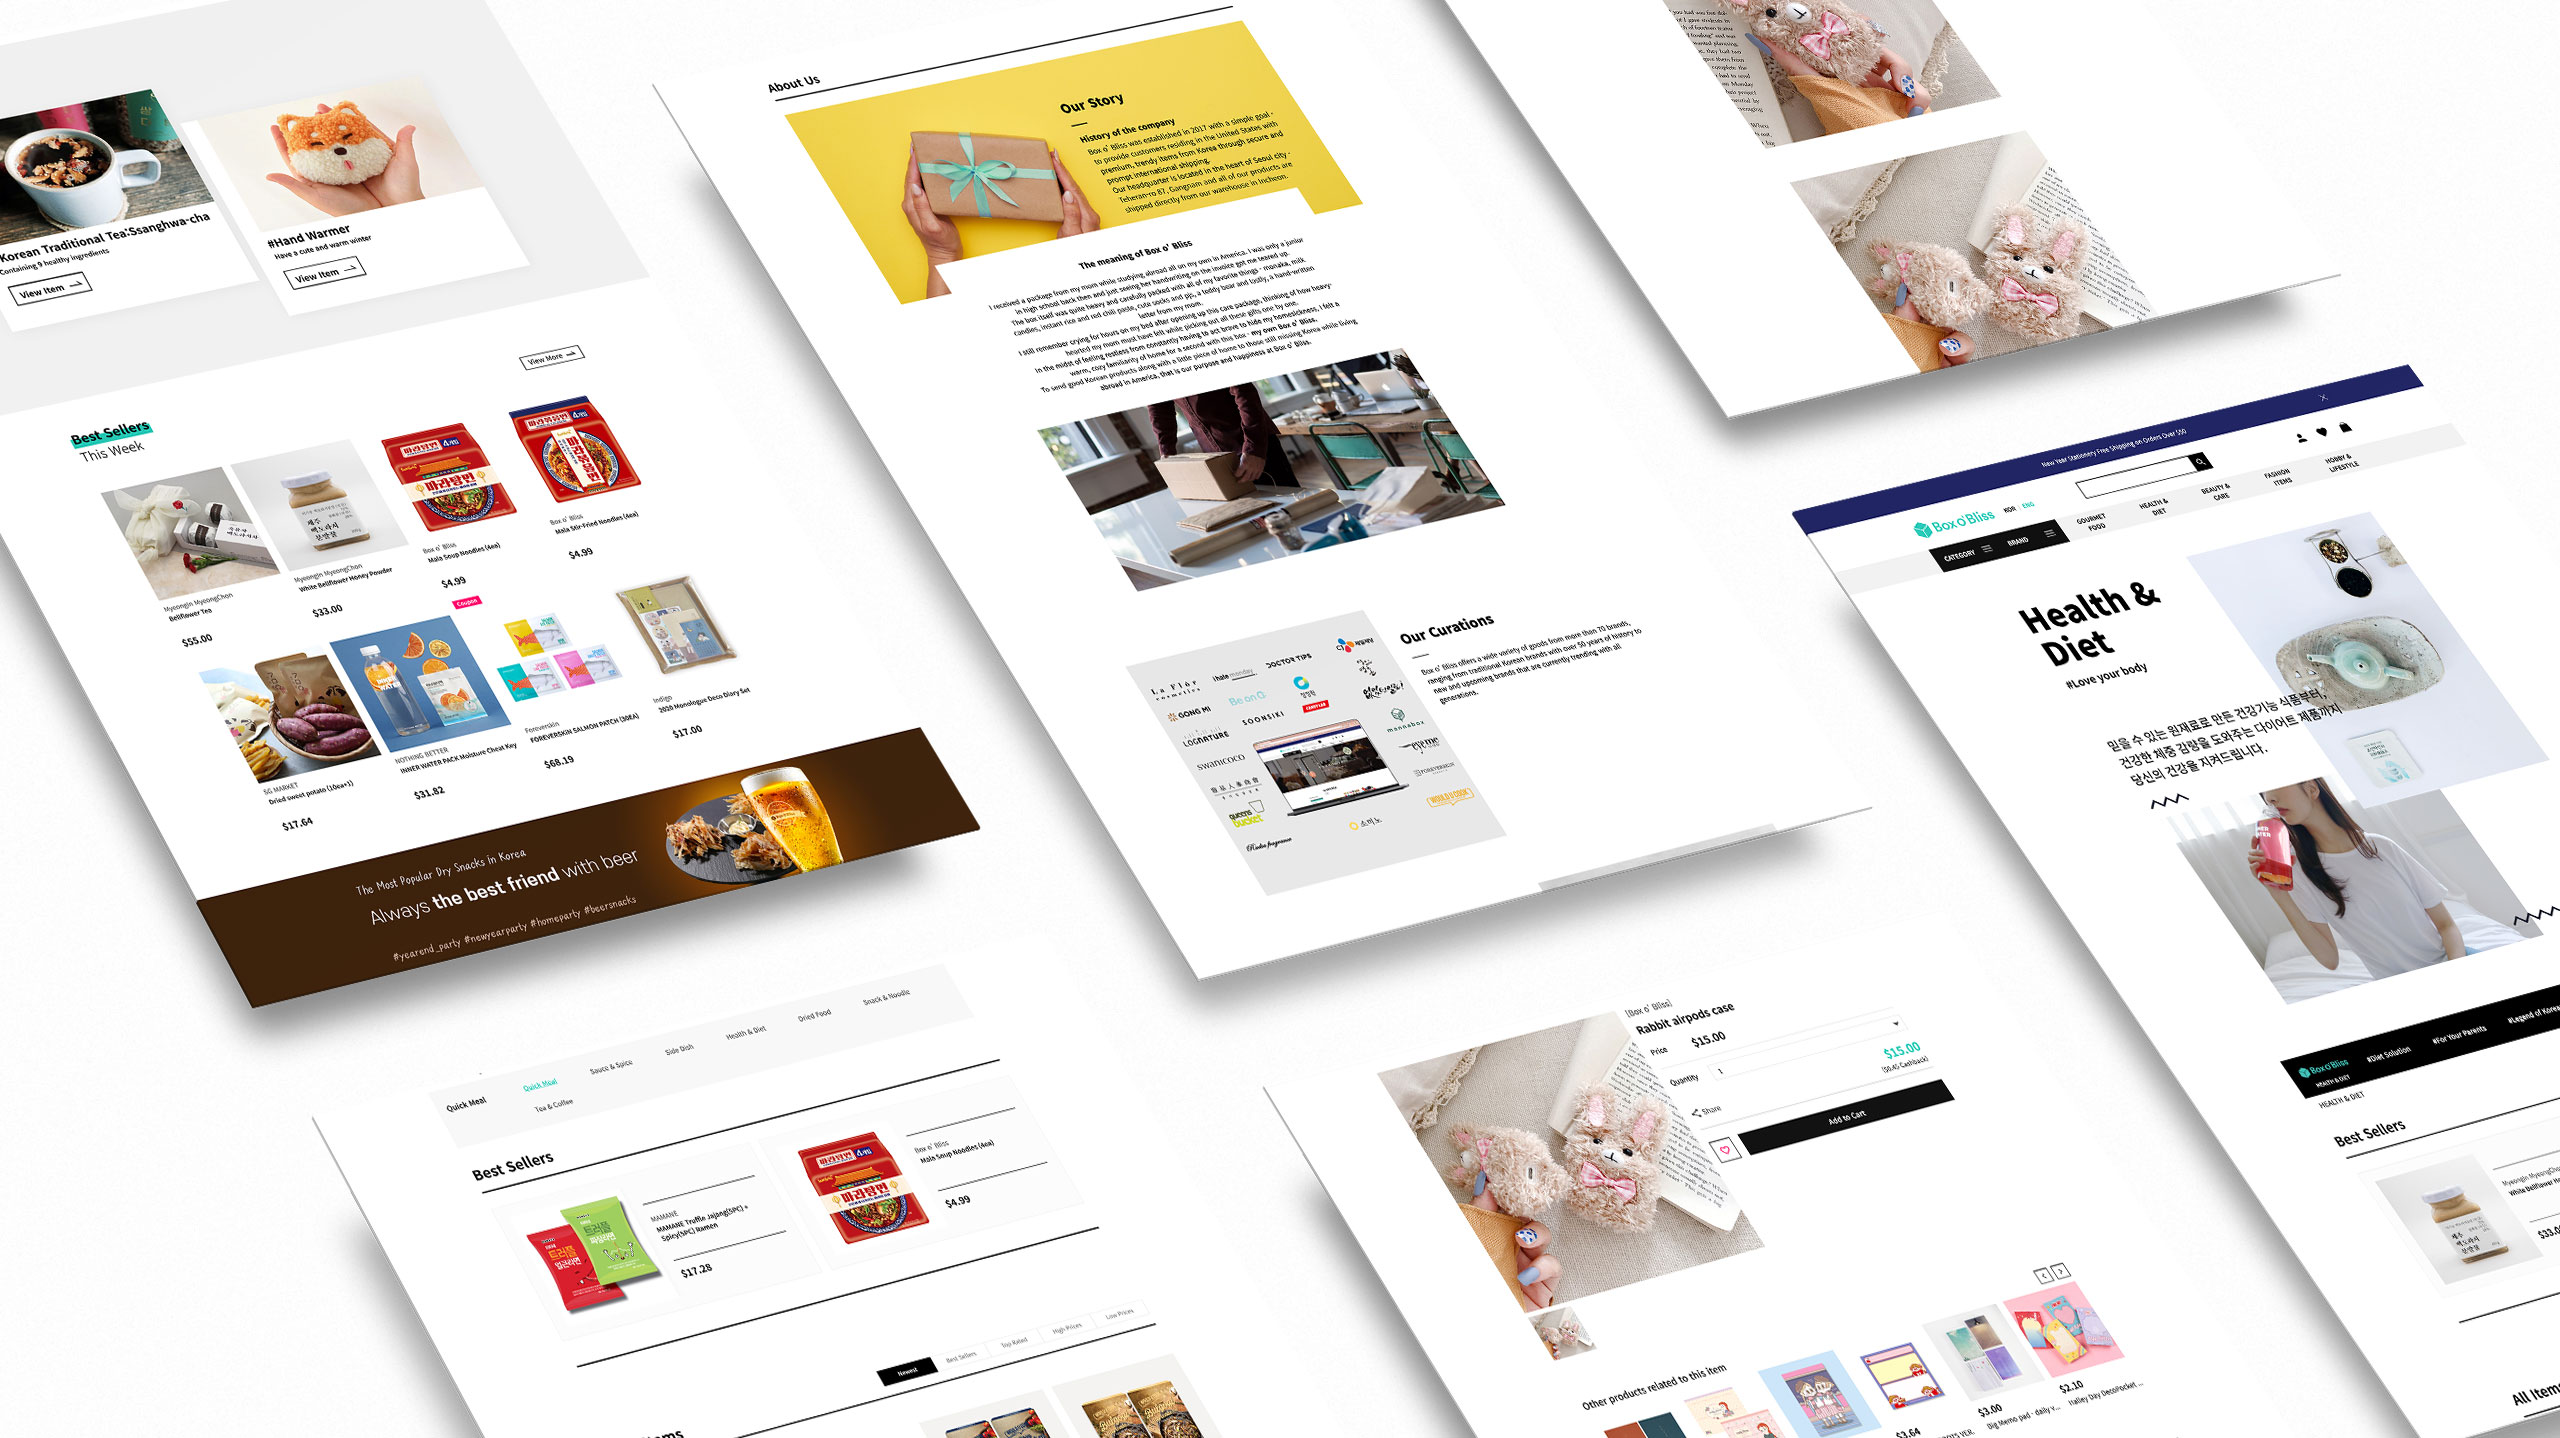 Korean Traditional Tea:Ssanghwa-cha
Containing 9 healthy ingredients
View Item
#Hand Warmer
Have a cute and warm winter
View Item
View More
Best Sellers
This Week
Myeongin MyeongChon
Bellflower Tea
$55.00
Myeongin MyeongChon
White Bellflower Honey Powder
$33.00
마라탕면
Box o' Bliss
Mala Soup Noodles (4ea)
$4.99
Box o' Bliss
Mala Stir-Fried Noodles (4ea)
$4.99
SG MARKET
Dried sweet potato (10ea+1)
$17.64
NOTHING BETTER
INNER WATER PACK Moisture Cheat Key
$31.82
Coupon
Foreverskin
FOREVERSKIN SALMON PATCH (30EA)
$68.19
Indigo
2020 Monologue Deco Diary Set
$17.00
The Most Popular Dry Snacks in Korea
Always the best friend with beer
#yearend_party #newyearparty #homeparty #beersnacks
About Us
Our Story
History of the company
Box o' Bliss was established in 2017 with a simple goal -
to provide customers residing in the United States with
premium, trendy items from Korea through secure and
prompt international shipping.
Our headquarter is located in the heart of Seoul city -
Teheran-ro 87, Gangnam and all of our products are
shipped directly from our warehouse in Incheon.
The meaning of Box o' Bliss
I received a package from my mom while studying abroad all on my own in America. I was only a junior
in high school back then and just seeing her handwriting on the invoice got me teared up.
The box itself was quite heavy and carefully packed with all of my favorite things - monaka, milk
candies, instant rice and red chili paste, cute socks and pjs, a teddy bear and lastly, a hand-written
letter from my mom.
I still remember crying for hours on my bed after opening up this care package, thinking of how heavy-
hearted my mom must have felt while picking out all these gifts one by one.
In the midst of feeling restless from constantly having to act brave to hide my homesickness, I felt a
warm, cozy familiarity of home for a second with this box - my own Box o' Bliss.
To send good Korean products along with a little piece of home to those still missing Korea while living
abroad in America, that is our purpose and happiness at Box o' Bliss.
La Flór
cosmetics
i hate monday
DOCTOR TIPS
GONG MI
Be on D
SOONSIKI
LOGNATURE
swanicoco
mannabox
queens
bucket
WOULD U COOK
소미노
Our Curations
Box o' Bliss offers a wide variety of goods from more than 70 brands,
ranging from traditional Korean brands with over 50 years of history to
new and upcoming brands that are currently trending with all
generations.
New Year Stationery Free Shipping on Orders Over $50
Box o' Bliss
KOR | ENG
CATEGORY
BRAND
GOURMET
FOOD
HEALTH &
DIET
BEAUTY &
CARE
FASHION
ITEMS
HOBBY &
LIFESTYLE
Health &
Diet
#Love your body
믿을 수 있는 원재료로 만든 건강기능 식품부터,
건강한 체중 감량을 도와주는 다이어트 제품까지
당신의 건강을 지켜드립니다.
Box o' Bliss
HEALTH & DIET
#Diet Solution
#For Your Parents
#Legend of Korea
HEALTH & DIET
Best Sellers
Myeongin MyeongCho
White Bellflower H
$33.0
All Item
Quick Meal
Quick Meal
Sauce & Spice
Side Dish
Health & Diet
Dried Food
Snack & Noodle
Tea & Coffee
Best Sellers
MAMANE
MAMANE Truffle Jajang(5PC) +
Spicy(5PC) Ramen
$17.28
마라탕면
Box o' Bliss
Mala Soup Noodles (4ea)
$4.99
Newest
Best Sellers
Top Rated
High Prices
Low Prices
[Box o' Bliss]
Rabbit airpods case
Price
$15.00
Quantity
1
$15.00
($0.45 Cashback)
Share
Add to Cart
Other products related to this item
$3.64
$3.00
Big Memo pad - daily v...
$2.10
Halley Day DecoPocket ...